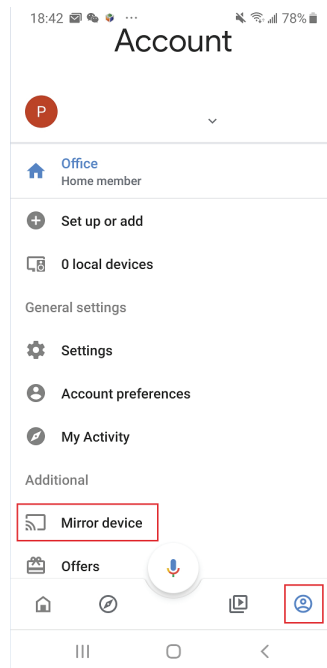 18:42 ... 78%
Account
P
Office
Home member
Set up or add
0 local devices
General settings
Settings
Account preferences
My Activity
Additional
Mirror device
Offers